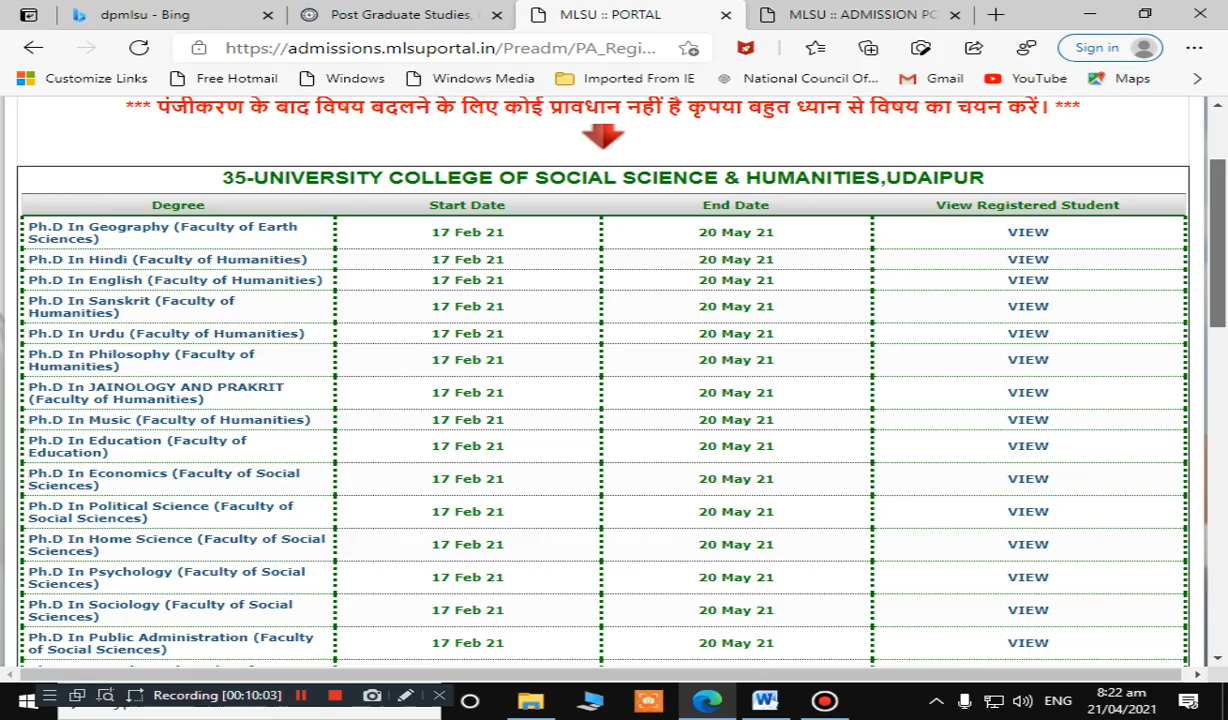 dpmlsu - Bing
Post Graduate Studies,
MLSU :: PORTAL
MLSU :: ADMISSION PO
https://admissions.mlsuportal.in/Preadm/PA_Regi...
Sign in
Customize Links
Free Hotmail
Windows
Windows Media
Imported From IE
National Council Of...
Gmail
YouTube
Maps
*** पंजीकरण के बाद विषय बदलने के लिए कोई प्रावधान नहीं है कृपया बहुत ध्यान से विषय का चयन करें। ***
35-UNIVERSITY COLLEGE OF SOCIAL SCIENCE & HUMANITIES,UDAIPUR
Degree Start Date End Date View Registered Student
Ph.D In Geography (Faculty of Earth
Sciences) 17 Feb 21 20 May 21 VIEW
Ph.D In Hindi (Faculty of Humanities) 17 Feb 21 20 May 21 VIEW
Ph.D In English (Faculty of Humanities) 17 Feb 21 20 May 21 VIEW
Ph.D In Sanskrit (Faculty of
Humanities) 17 Feb 21 20 May 21 VIEW
Ph.D In Urdu (Faculty of Humanities) 17 Feb 21 20 May 21 VIEW
Ph.D In Philosophy (Faculty of
Humanities) 17 Feb 21 20 May 21 VIEW
Ph.D In JAINOLOGY AND PRAKRIT
(Faculty of Humanities) 17 Feb 21 20 May 21 VIEW
Ph.D In Music (Faculty of Humanities) 17 Feb 21 20 May 21 VIEW
Ph.D In Education (Faculty of
Education) 17 Feb 21 20 May 21 VIEW
Ph.D In Economics (Faculty of Social
Sciences) 17 Feb 21 20 May 21 VIEW
Ph.D In Political Science (Faculty of
Social Sciences) 17 Feb 21 20 May 21 VIEW
Ph.D In Home Science (Faculty of Social
Sciences) 17 Feb 21 20 May 21 VIEW
Ph.D In Psychology (Faculty of Social
Sciences) 17 Feb 21 20 May 21 VIEW
Ph.D In Sociology (Faculty of Social
Sciences) 17 Feb 21 20 May 21 VIEW
Ph.D In Public Administration (Faculty
of Social Sciences) 17 Feb 21 20 May 21 VIEW
Recording [00:10:03]
ENG
8:22 am
21/04/2021